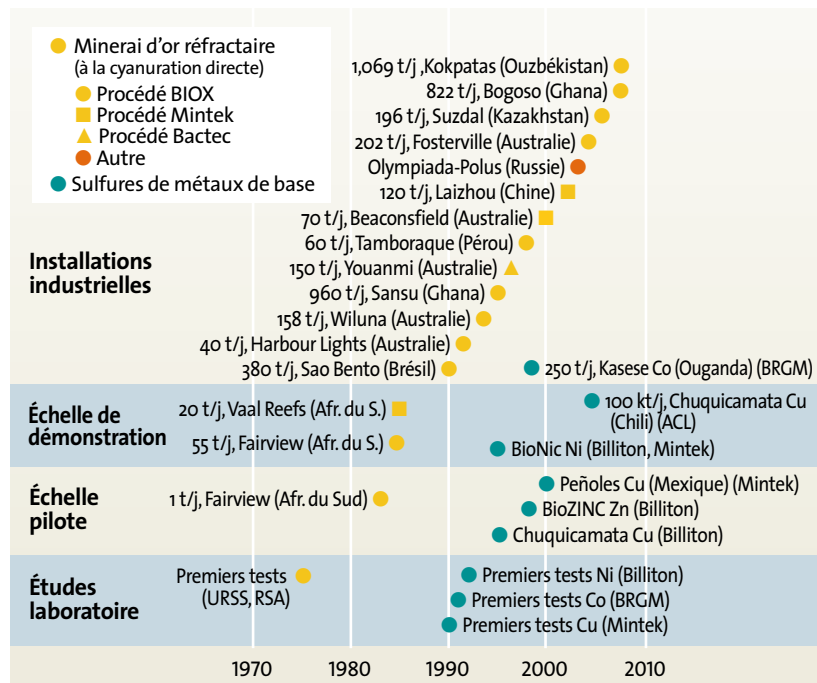 Minerai d'or réfractaire
(à la cyanuration directe)
Procédé BIOX
Procédé Mintek
Procédé Bactec
Autre
Sulfures de métaux de base
1,069 t/j ,Kokpatas (Ouzbékistan)
822 t/j, Bogoso (Ghana)
196 t/j, Suzdal (Kazakhstan)
202 t/j, Fosterville (Australie)
Olympiada-Polus (Russie)
120 t/j, Laizhou (Chine)
70 t/j, Beaconsfield (Australie)
60 t/j, Tamboraque (Pérou)
150 t/j, Youanmi (Australie)
960 t/j, Sansu (Ghana)
158 t/j, Wiluna (Australie)
40 t/j, Harbour Lights (Australie)
380 t/j, Sao Bento (Brésil)
250 t/j, Kasese Co (Ouganda) (BRGM)
Installations
industrielles
Échelle de
démonstration
20 t/j, Vaal Reefs (Afr. du S.)
55 t/j, Fairview (Afr. du S.)
100 kt/j, Chuquicamata Cu
(Chili) (ACL)
BioNic Ni (Billiton, Mintek)
Échelle
pilote
1 t/j, Fairview (Afr. du Sud)
Peñoles Cu (Mexique) (Mintek)
BioZINC Zn (Billiton)
Chuquicamata Cu (Billiton)
Études
laboratoire
Premiers tests
(URSS, RSA)
Premiers tests Ni (Billiton)
Premiers tests Co (BRGM)
Premiers tests Cu (Mintek)
1970 1980 1990 2000 2010